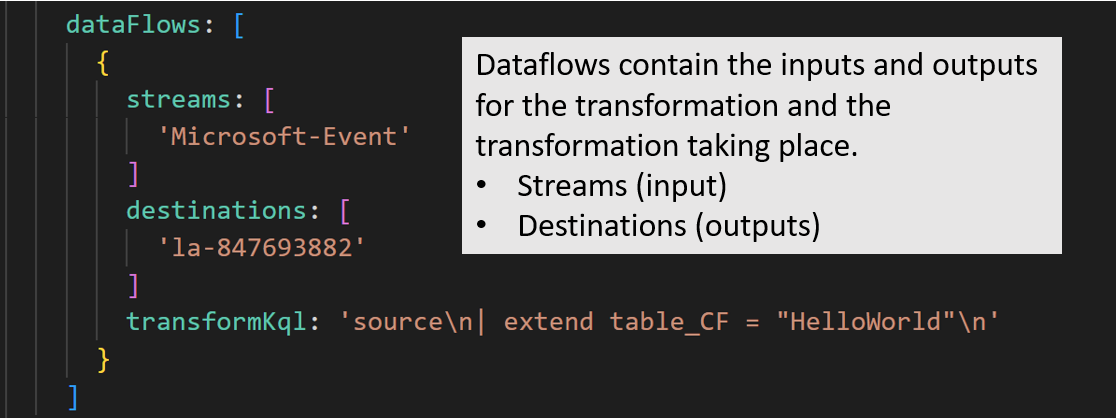 dataFlows: [
{
streams: [
'Microsoft-Event'
]
destinations: [
'la-847693882'
]
transformKql: 'source\n| extend table_CF = "HelloWorld"\n'
}
]
Dataflows contain the inputs and outputs
for the transformation and the
transformation taking place.
• Streams (input)
• Destinations (outputs)